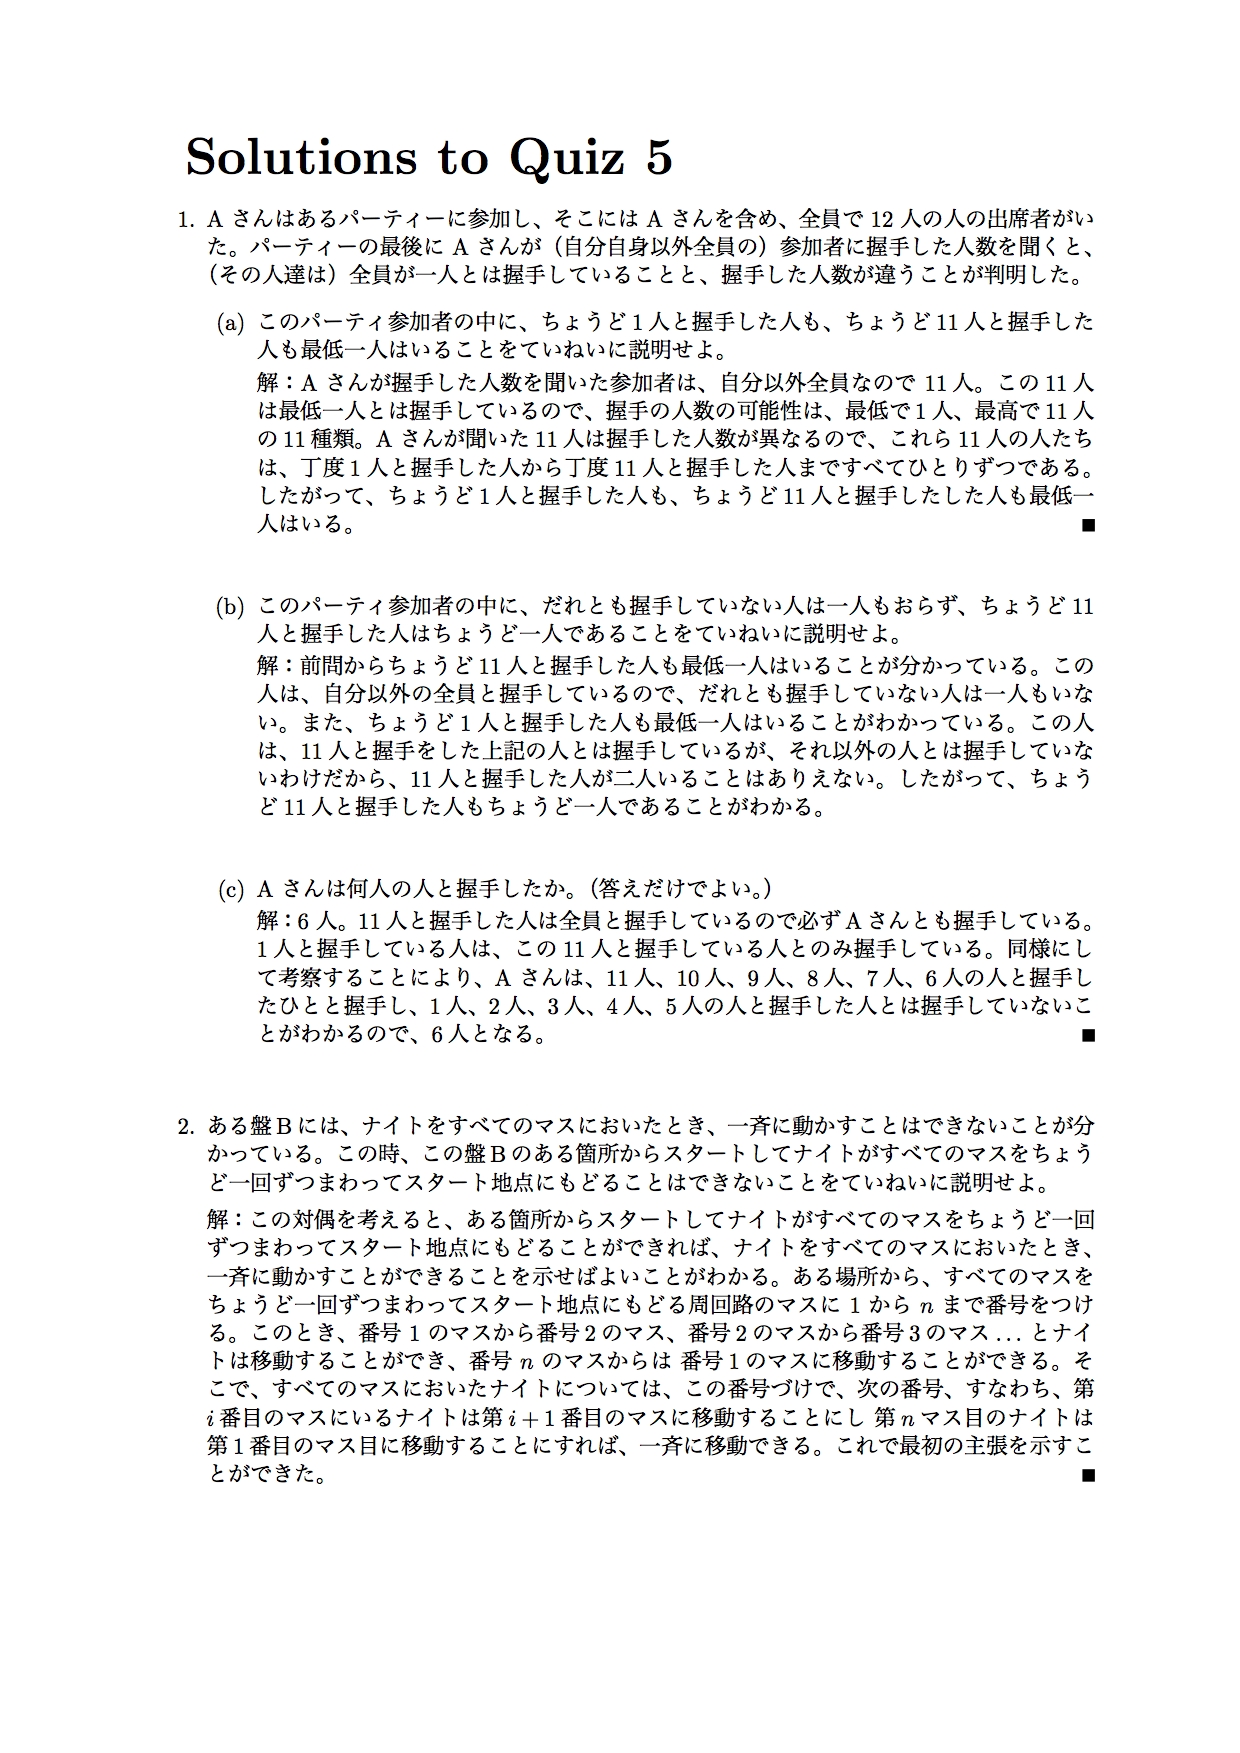 Solutions to Quiz 5
1. A さんはあるパーティーに参加し、そこには A さんを含め、全員で 12 人の人の出席者がい
た。パーティーの最後に A さんが（自分自身以外全員の）参加者に握手した人数を聞くと、
（その人達は）全員が一人とは握手していることと、握手した人数が違うことが判明した。
(a) このパーティ参加者の中に、ちょうど 1 人と握手した人も、ちょうど 11 人と握手した
人も最低一人はいることをていねいに説明せよ。
解：A さんが握手した人数を聞いた参加者は、自分以外全員なので 11 人。この 11 人
は最低一人とは握手しているので、握手の人数の可能性は、最低で 1 人、最高で 11 人
の 11 種類。A さんが聞いた 11 人は握手した人数が異なるので、これら 11 人の人たち
は、丁度 1 人と握手した人から丁度 11 人と握手した人まですべてひとりずつである。
したがって、ちょうど 1 人と握手した人も、ちょうど 11 人と握手したした人も最低一
人はいる。 ■
(b) このパーティ参加者の中に、だれとも握手していない人は一人もおらず、ちょうど 11
人と握手した人はちょうど一人であることをていねいに説明せよ。
解：前問からちょうど 11 人と握手した人も最低一人はいることが分かっている。この
人は、自分以外の全員と握手しているので、だれとも握手していない人は一人もいな
い。また、ちょうど 1 人と握手した人も最低一人はいることがわかっている。この人
は、11 人と握手をした上記の人とは握手しているが、それ以外の人とは握手していな
いわけだから、11 人と握手した人が二人いることはありえない。したがって、ちょう
ど 11 人と握手した人もちょうど一人であることがわかる。
(c) A さんは何人の人と握手したか。（答えだけでよい。）
解：6 人。11 人と握手した人は全員と握手しているので必ず A さんとも握手している。
1 人と握手している人は、この 11 人と握手している人とのみ握手している。同様にし
て考察することにより、A さんは、11 人、10 人、9 人、8 人、7 人、6 人の人と握手し
たひとと握手し、1 人、2 人、3 人、4 人、5 人の人と握手した人とは握手していないこ
とがわかるので、6 人となる。 ■
2. ある盤 B には、ナイトをすべてのマスにおいたとき、一斉に動かすことはできないことが分
かっている。この時、この盤 B のある箇所からスタートしてナイトがすべてのマスをちょう
ど一回ずつまわってスタート地点にもどることはできないことをていねいに説明せよ。
解：この対偶を考えると、ある箇所からスタートしてナイトがすべてのマスをちょうど一回
ずつまわってスタート地点にもどることができれば、ナイトをすべてのマスにおいたとき、
一斉に動かすことができることを示せばよいことがわかる。ある場所から、すべてのマスを
ちょうど一回ずつまわってスタート地点にもどる周回路のマスに 1 から n まで番号をつけ
る。このとき、番号 1 のマスから番号 2 のマス、番号 2 のマスから番号 3 のマス … とナイ
トは移動することができ、番号 n のマスからは 番号 1 のマスに移動することができる。そ
こで、すべてのマスにおいたナイトについては、この番号づけで、次の番号、すなわち、第
i 番目のマスにいるナイトは第 i + 1 番目のマスに移動することにし 第 n マス目のナイトは
第 1 番目のマス目に移動することにすれば、一斉に移動できる。これで最初の主張を示すこ
とができた。 ■